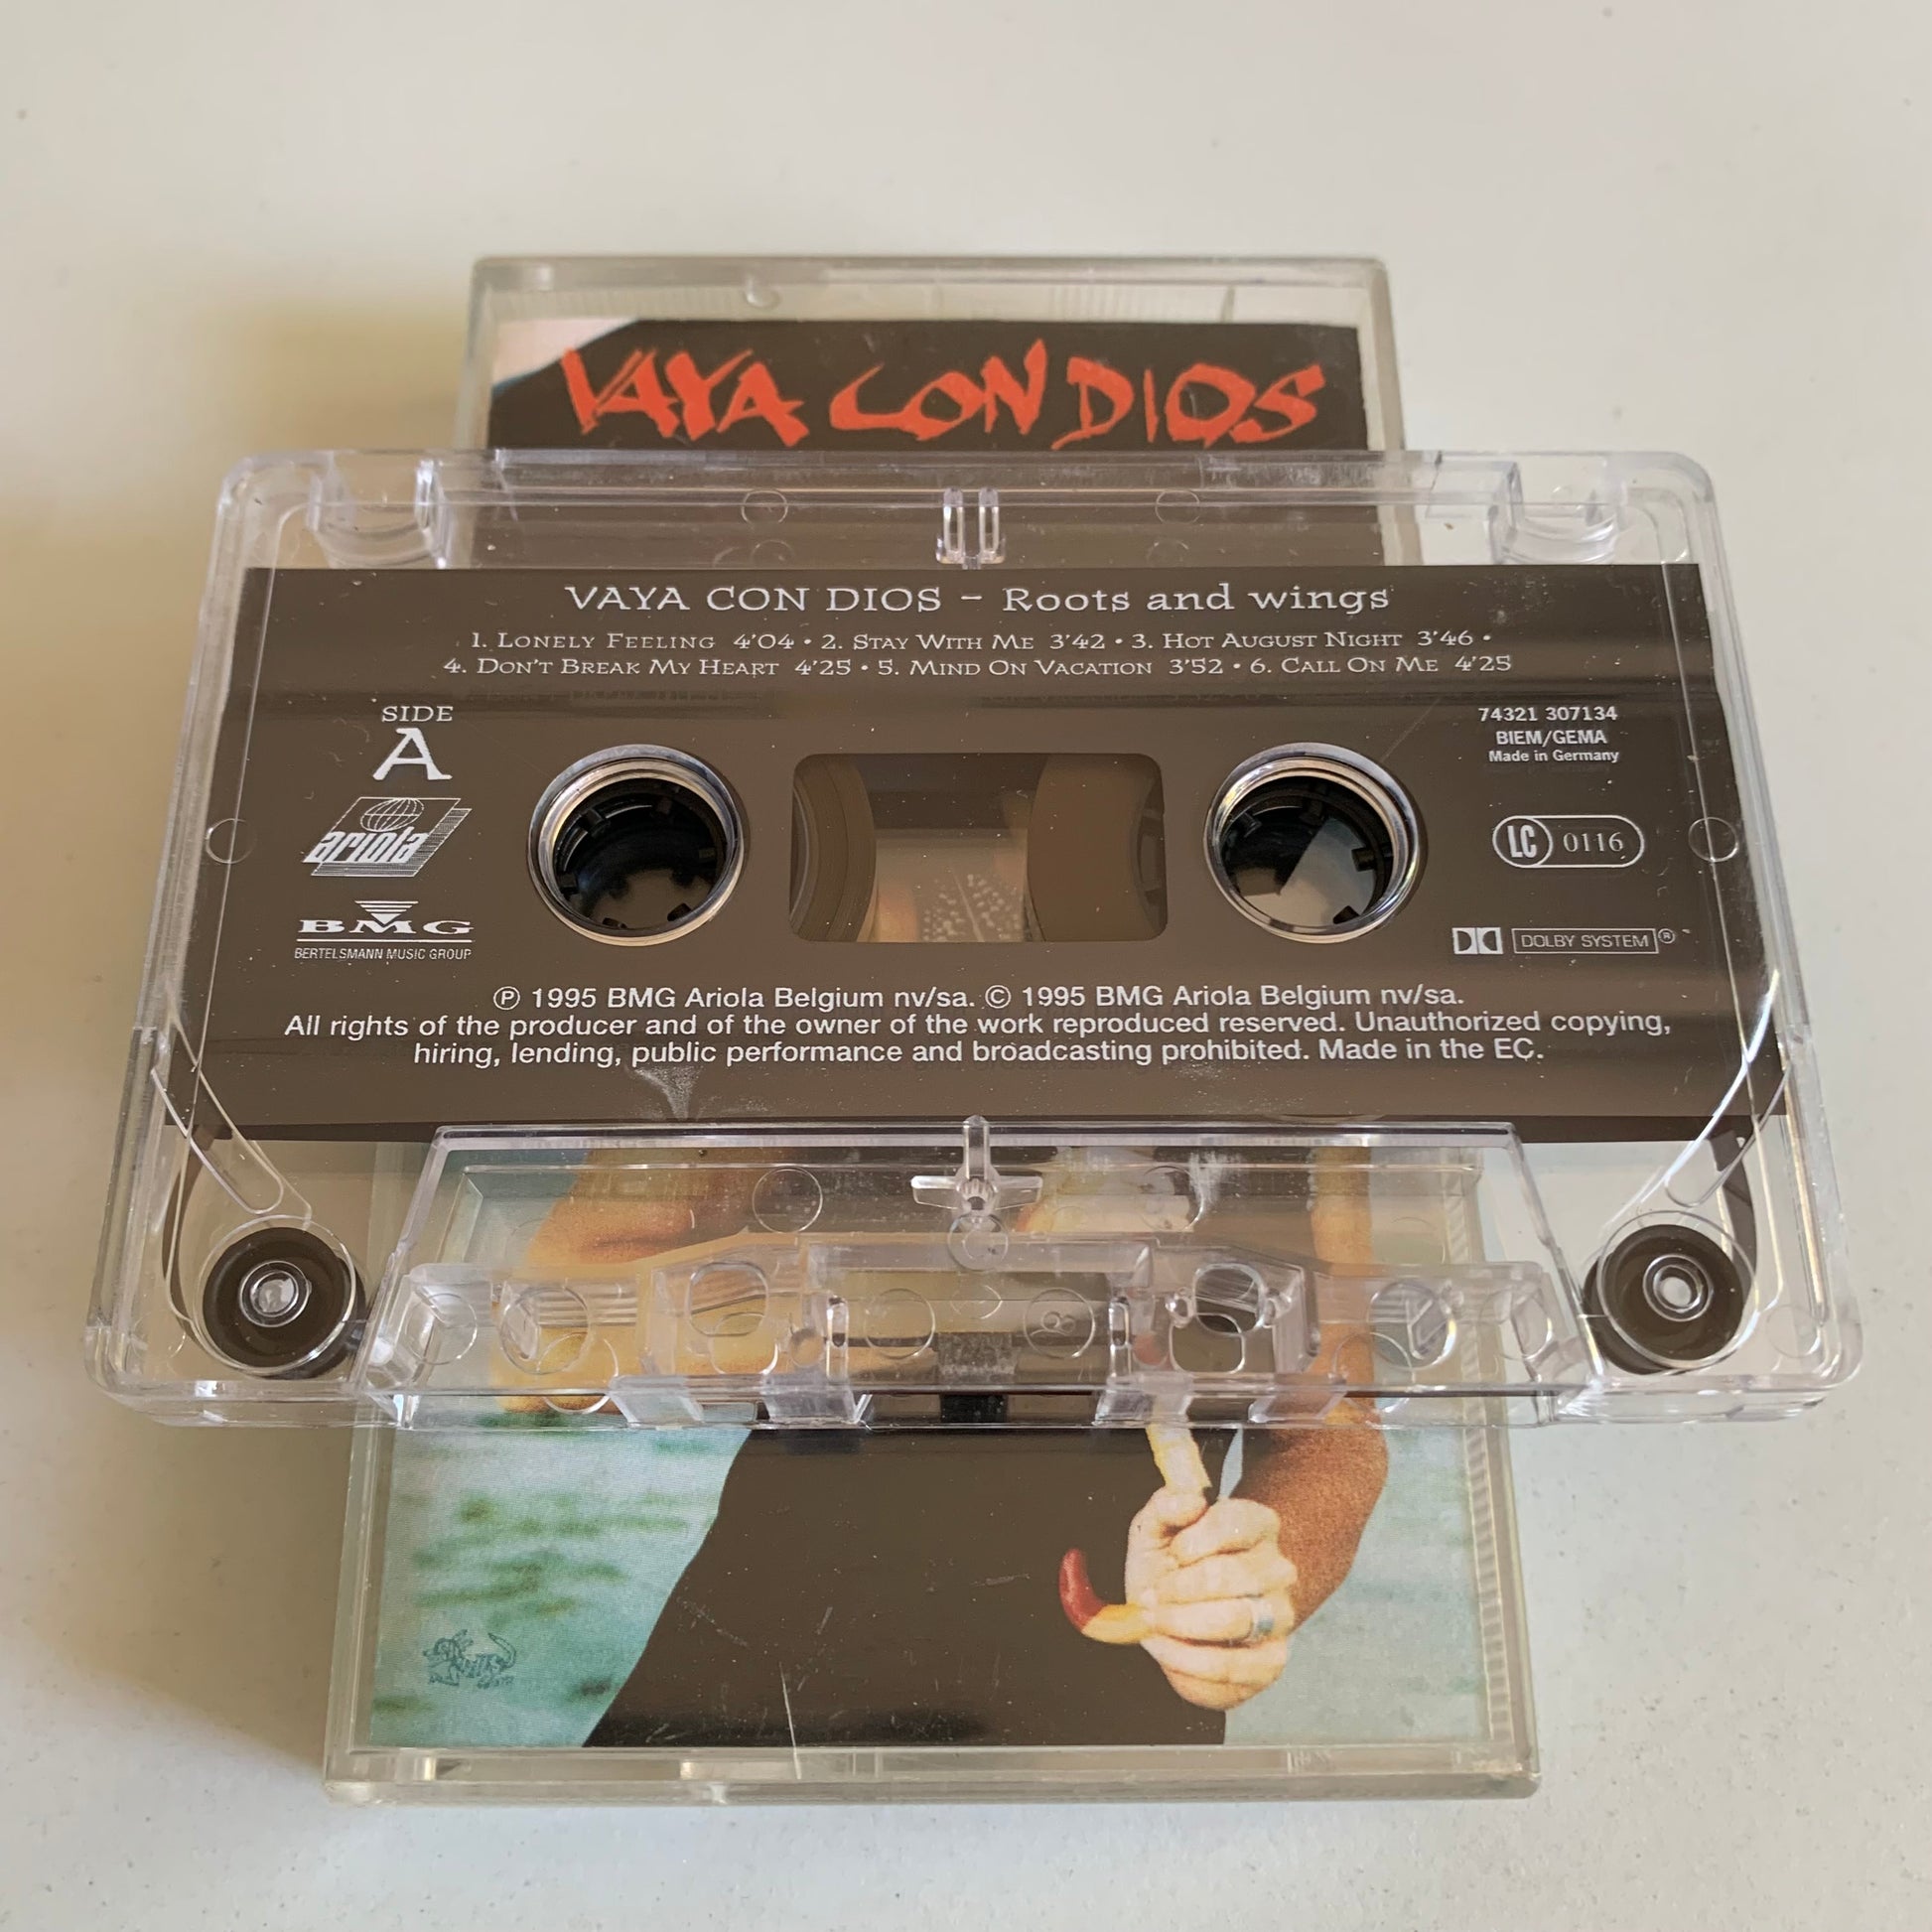 VAYA CON DIOS
VAYA CON DIOS – Roots and wings
1. LONELY FEELING 4'04 • 2. STAY WITH ME 3'42 • 3. HOT AUGUST NIGHT 3'46 •
4. DON'T BREAK MY HEART 4'25 • 5. MIND ON VACATION 3'52 • 6. CALL ON ME 4'25
SIDE
A
ariola
BMG
BERTELSMANN MUSIC GROUP
74321 307134
BIEM/GEMA
Made in Germany
LC 0116
DOLBY SYSTEM®
℗ 1995 BMG Ariola Belgium nv/sa. © 1995 BMG Ariola Belgium nv/sa.
All rights of the producer and of the owner of the work reproduced reserved. Unauthorized copying,
hiring, lending, public performance and broadcasting prohibited. Made in the EC.
8